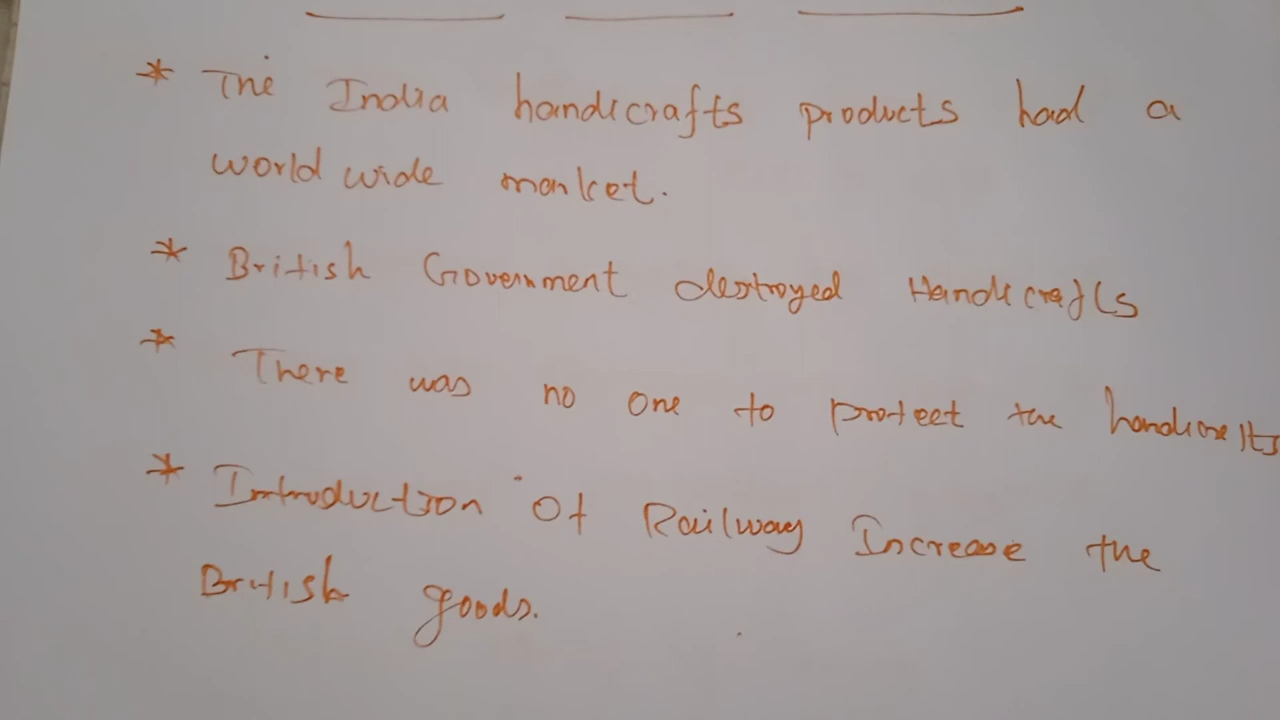 * The India handicrafts products had a
world wide market.
* British Government destroyed Handicrafts
* There was no one to protect the handicrafts
* Introduction of Railway Increase the
British goods.